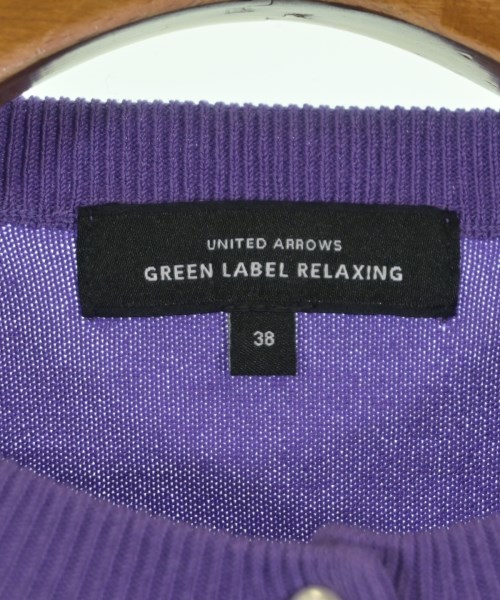 UNITED ARROWS
GREEN LABEL RELAXING
38